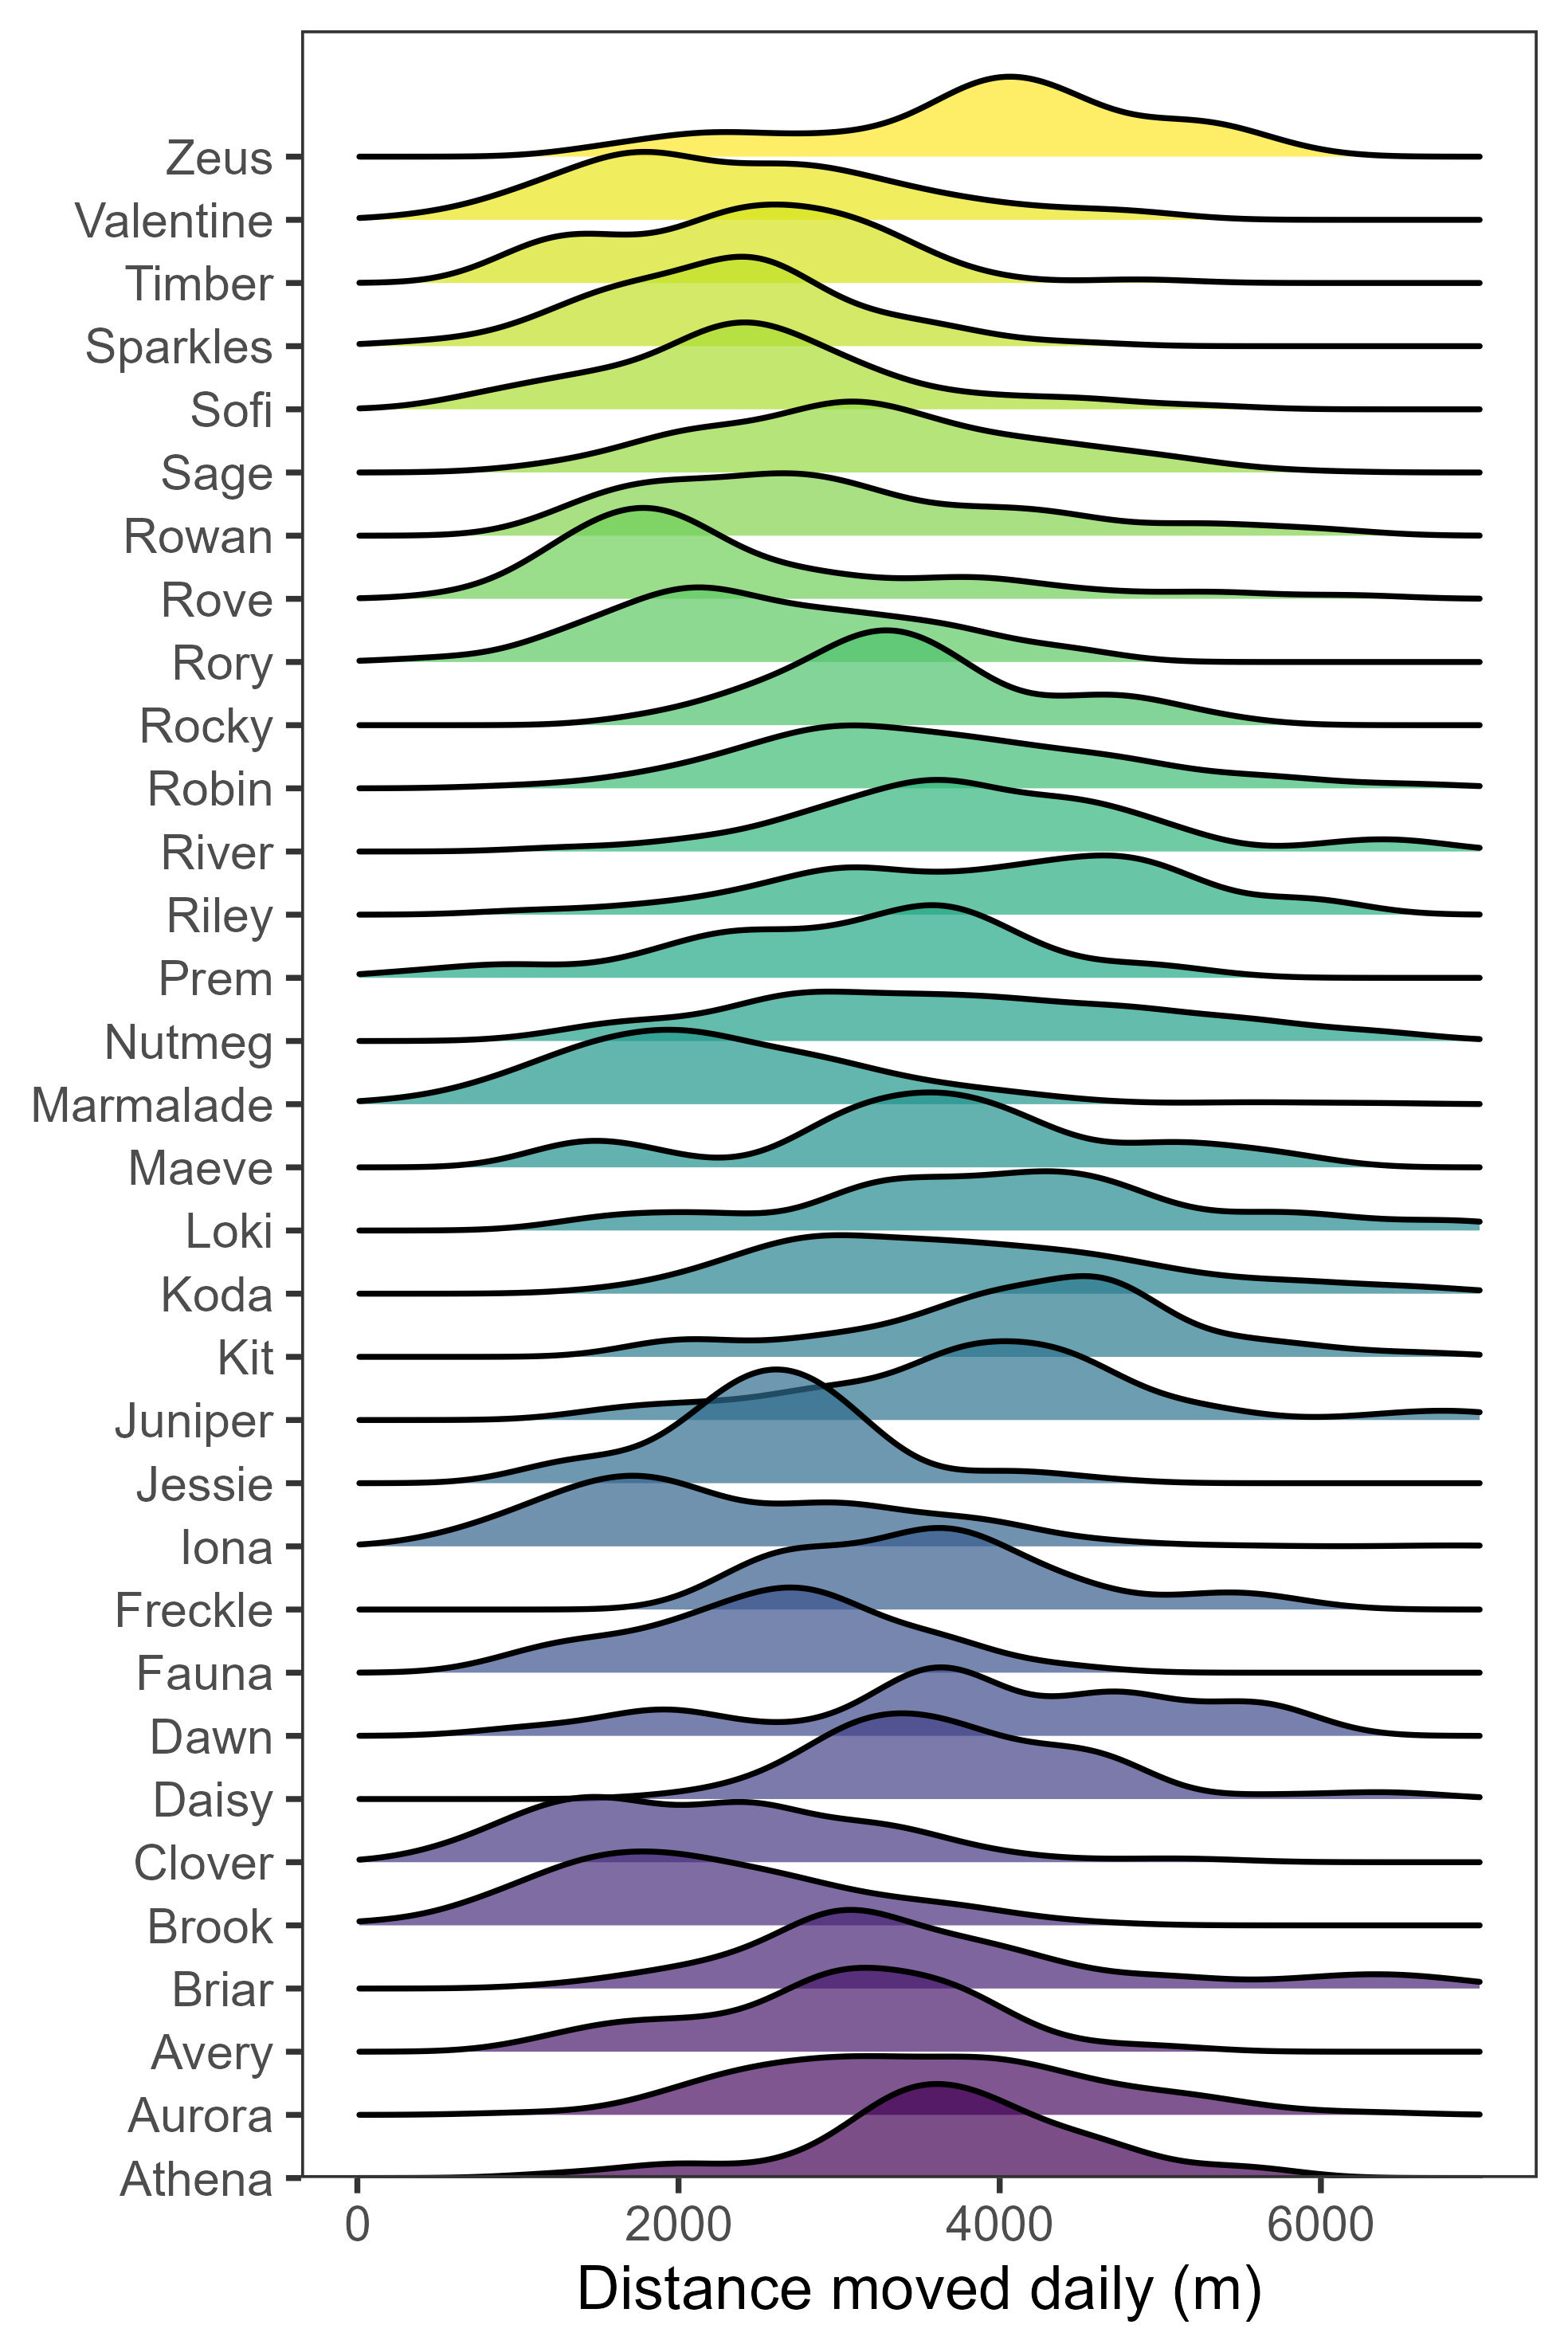 Zeus
Valentine
Timber
Sparkles
Sofi
Sage
Rowan
Rove
Rory
Rocky
Robin
River
Riley
Prem
Nutmeg
Marmalade
Maeve
Loki
Koda
Kit
Juniper
Jessie
Iona
Freckle
Fauna
Dawn
Daisy
Clover
Brook
Briar
Avery
Aurora
Athena
0 2000 4000 6000
Distance moved daily (m)